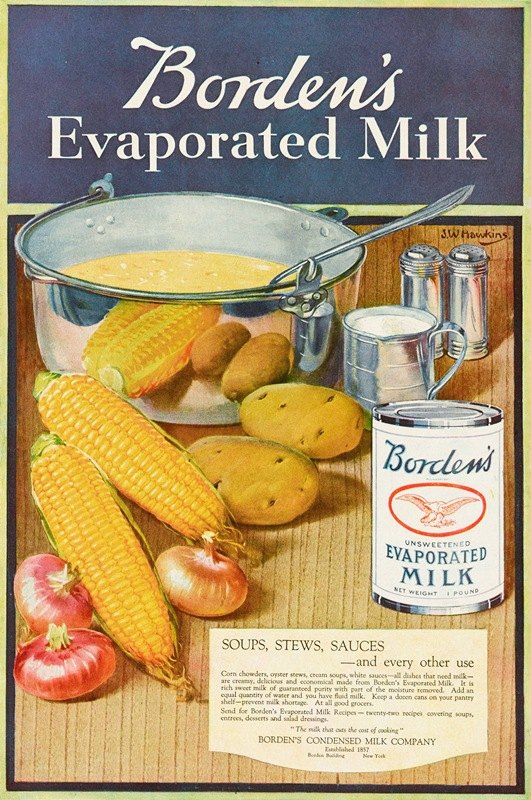 Borden's
Evaporated Milk
J.W. Hawkins.
Borden's
UNSWEETENED
EVAPORATED
MILK
NET WEIGHT 1 POUND
SOUPS, STEWS, SAUCES
—and every other use
Corn chowders, oyster stews, cream soups, white sauces—all dishes that need milk—
are creamy, delicious and economical made from Borden's Evaporated Milk. It is
rich sweet milk of guaranteed purity with part of the moisture removed. Add an
equal quantity of water and you have fluid milk. Keep a dozen cans on your pantry
shelf—prevent milk shortage. At all good grocers.
Send for Borden's Evaporated Milk Recipes—twenty-two recipes covering soups,
entrees, desserts and salad dressings.
"The milk that cuts the cost of cooking"
BORDEN'S CONDENSED MILK COMPANY
Established 1857
Borden Building New York